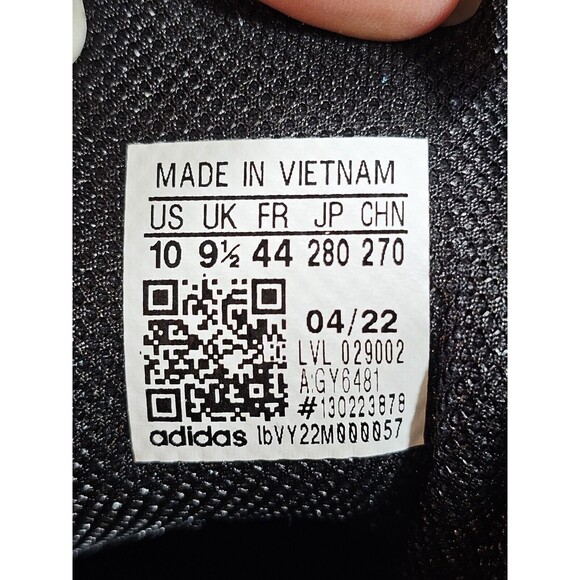 MADE IN VIETNAM
US UK FR JP CHN
10 9½ 44 280 270
04/22
LVL 029002
A:GY6481
#130223878
adidas 1bVY22M000057